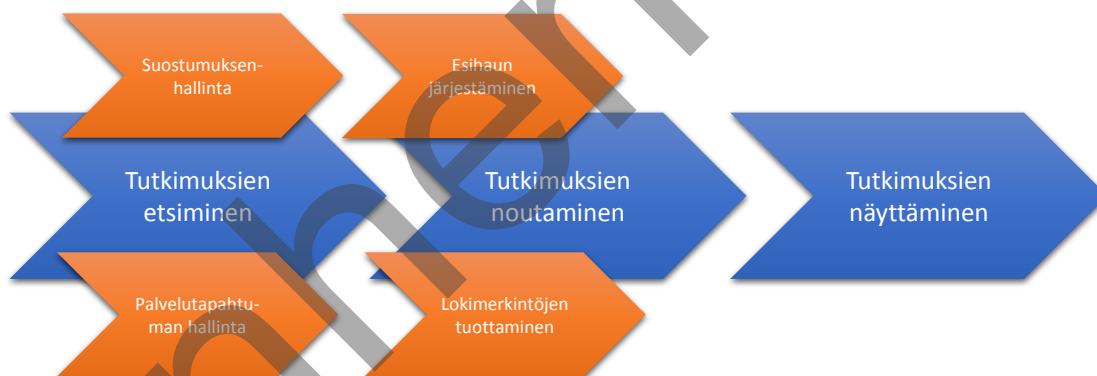 Suostumuksen-
hallinta
Esihaun
järjestäminen
Tutkimuksien
etsiminen
Tutkimuksien
noutaminen
Tutkimuksien
näyttäminen
Palvelutapahtu-
man hallinta
Lokimerkintöjen
tuottaminen